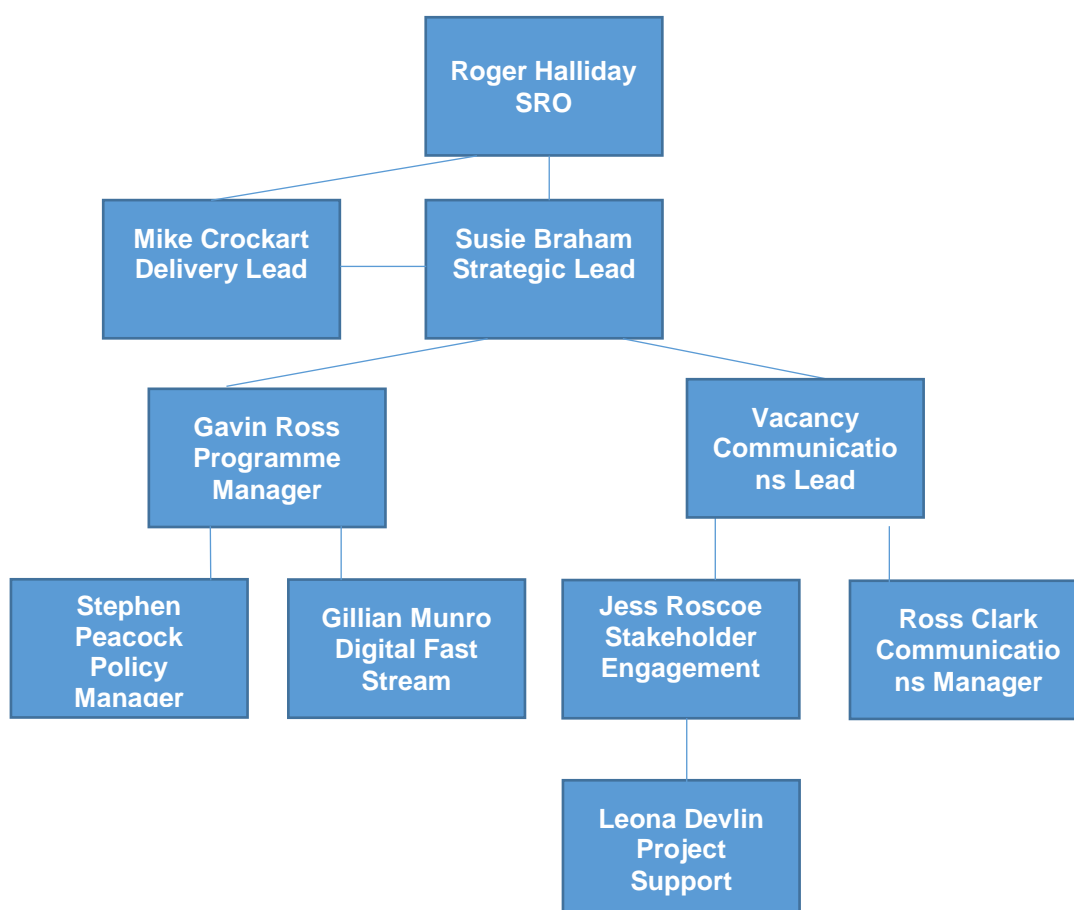 Roger Halliday
SRO
Mike Crockart
Delivery Lead
Susie Braham
Strategic Lead
Gavin Ross
Programme
Manager
Vacancy
Communicatio
ns Lead
Stephen
Peacock
Policy
Manager
Gillian Munro
Digital Fast
Stream
Jess Roscoe
Stakeholder
Engagement
Ross Clark
Communicatio
ns Manager
Leona Devlin
Project
Support